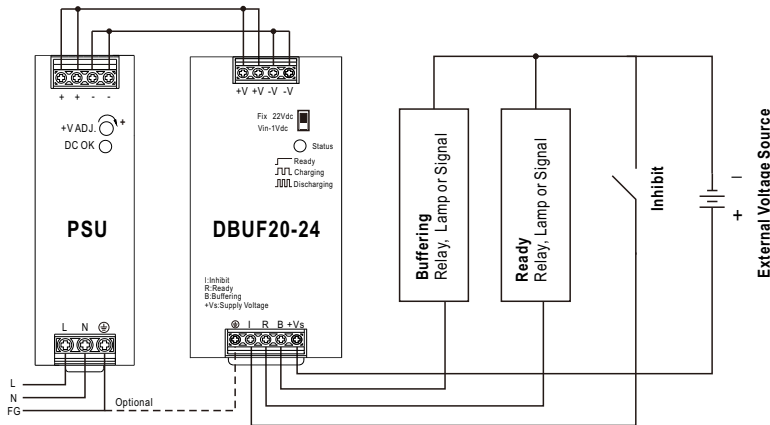 + + - -
+V ADJ.
+
DC OK
PSU
L N
L
N
FG
Optional
+V +V -V -V
Fix 22Vdc
Vin-1Vdc
Status
Ready
Charging
Discharging
DBUF20-24
I:Inhibit
R:Ready
B:Buffering
+Vs:Supply Voltage
I R B +Vs
Buffering
Relay, Lamp or Signal
Ready
Relay, Lamp or Signal
Inhibit
+ –
External Voltage Source